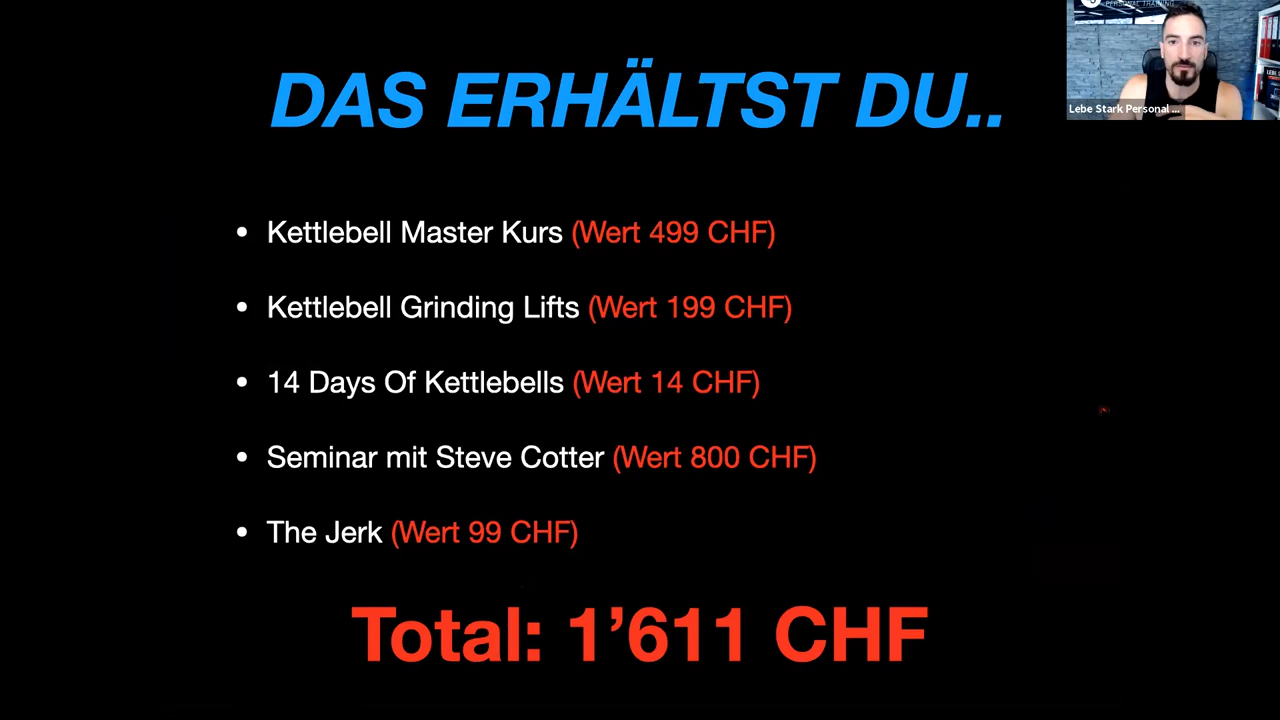 PERSONAL TRAINING
DAS ERHÄLTST DU..
Lebe Stark Personal ...
• Kettlebell Master Kurs (Wert 499 CHF)
• Kettlebell Grinding Lifts (Wert 199 CHF)
• 14 Days Of Kettlebells (Wert 14 CHF)
• Seminar mit Steve Cotter (Wert 800 CHF)
• The Jerk (Wert 99 CHF)
Total: 1’611 CHF